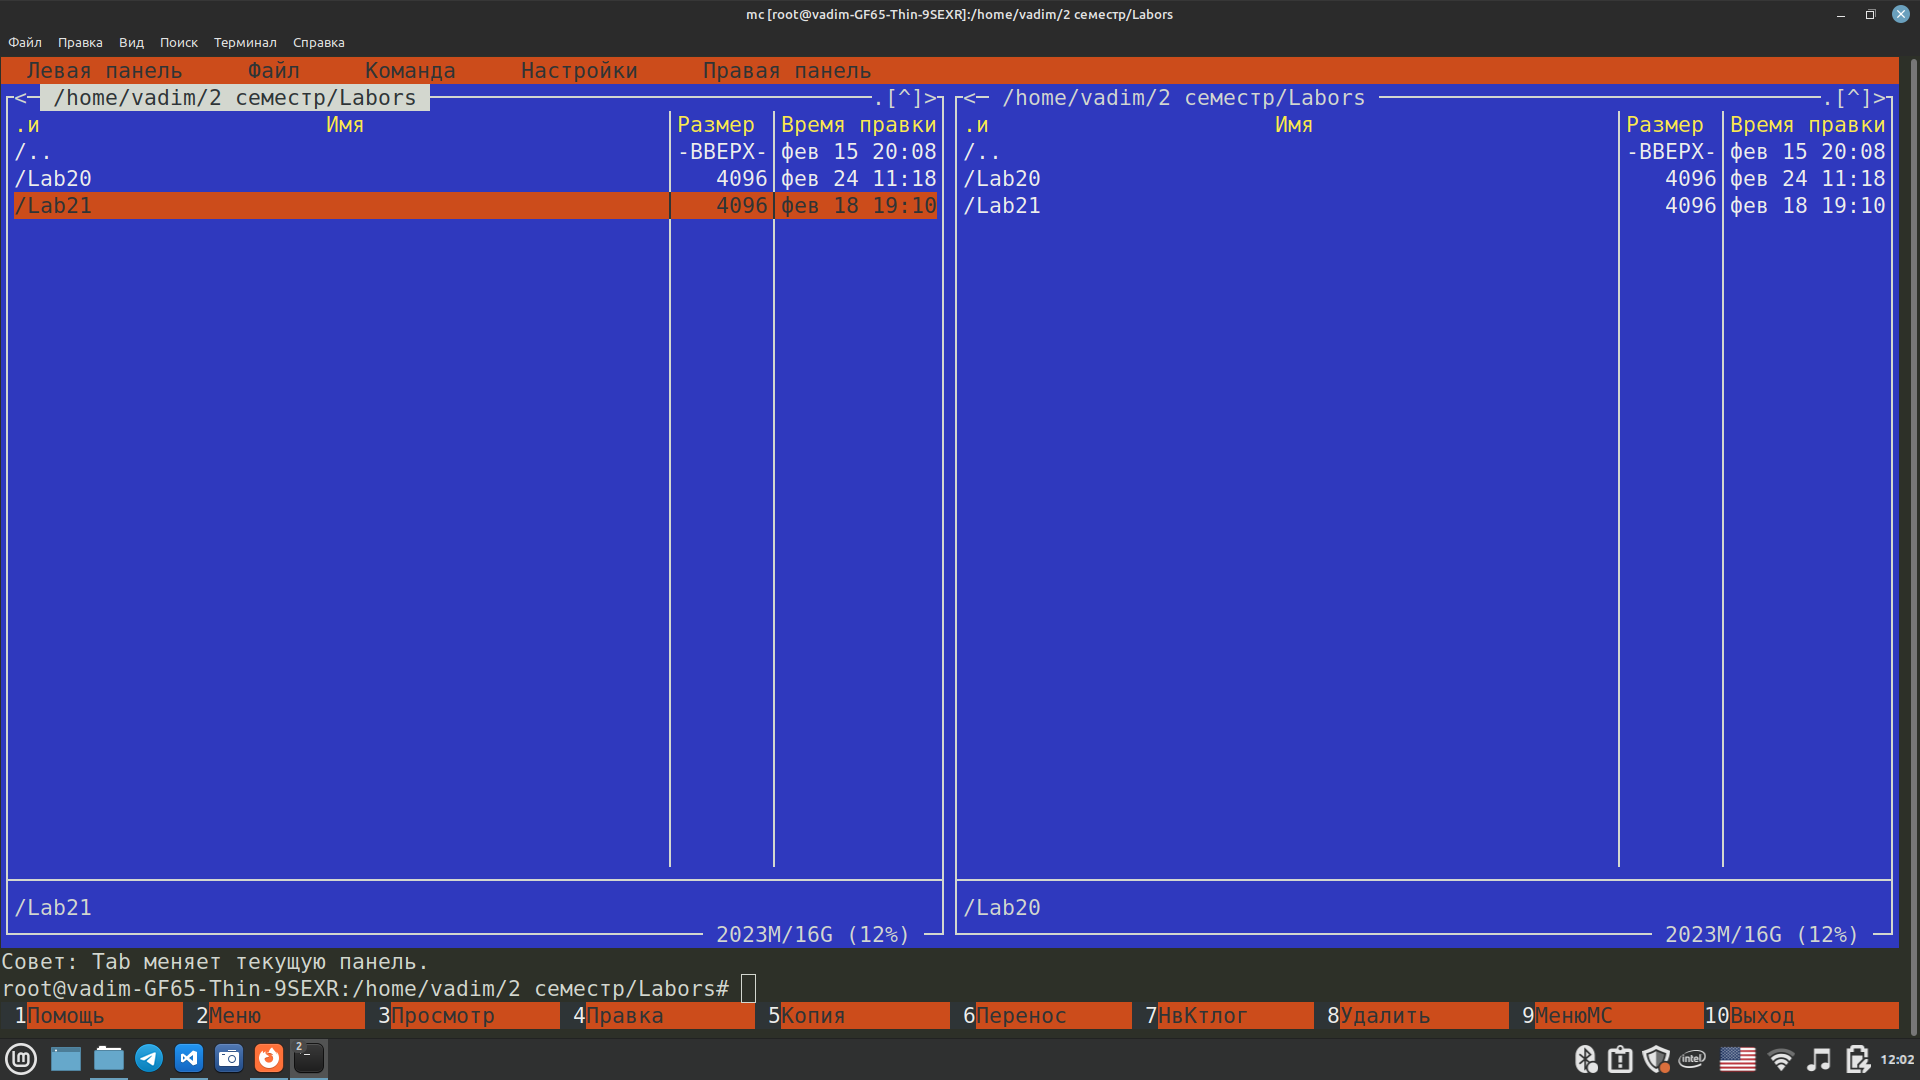 mc [root@vadim-GF65-Thin-9SEXR]:/home/vadim/2 семестр/Labors
Файл Правка Вид Поиск Терминал Справка
Левая панель Файл Команда Настройки Правая панель
<─ /home/vadim/2 семестр/Labors .[^]> <─ /home/vadim/2 семестр/Labors .[^]>
.и Имя Размер Время правки .и Имя Размер Время правки
/.. -ВВЕРХ- фев 15 20:08 /.. -ВВЕРХ- фев 15 20:08
/Lab20 4096 фев 24 11:18 /Lab20 4096 фев 24 11:18
/Lab21 4096 фев 18 19:10 /Lab21 4096 фев 18 19:10
/Lab21 /Lab20
2023M/16G (12%) 2023M/16G (12%)
Совет: Tab меняет текущую панель.
root@vadim-GF65-Thin-9SEXR:/home/vadim/2 семестр/Labors#
1Помощь 2Меню 3Просмотр 4Правка 5Копия 6Перенос 7НвКтлог 8Удалить 9МенюMC 10Выход
2 intel 12:02